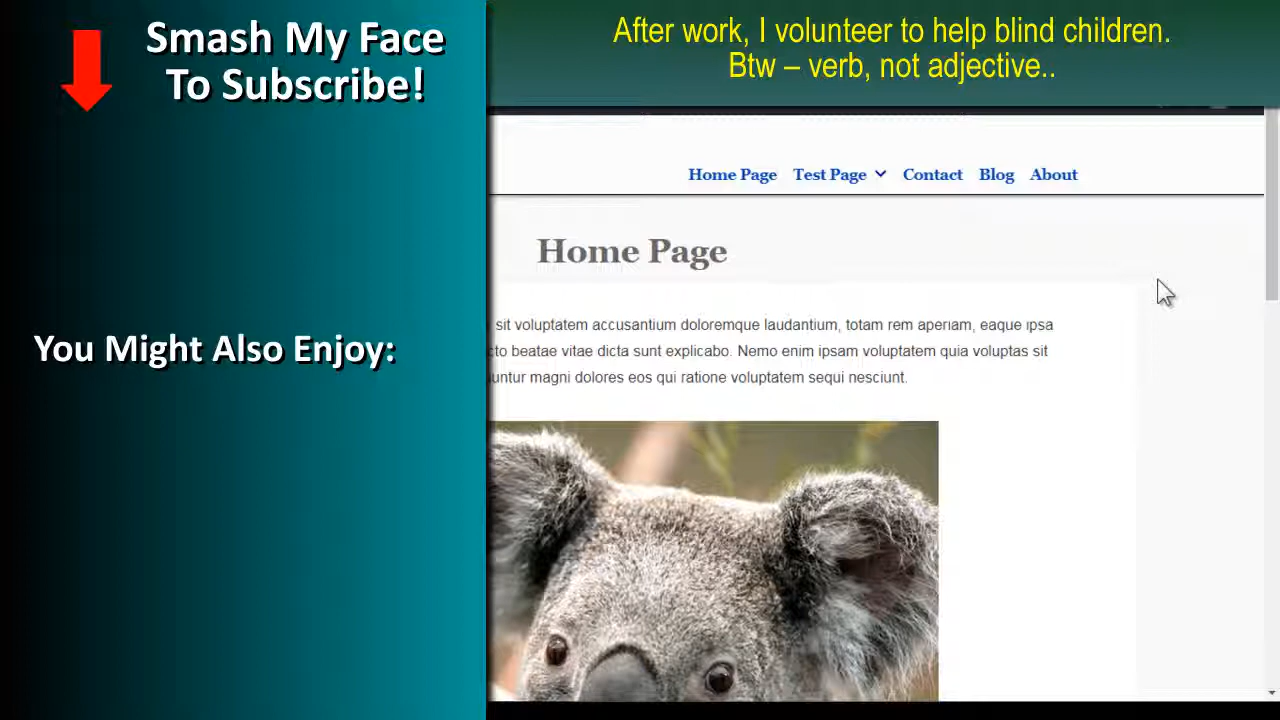 Smash My Face
To Subscribe!
After work, I volunteer to help blind children.
Btw – verb, not adjective..
Home Page Test Page Contact Blog About
Home Page
sit voluptatem accusantium doloremque laudantium, totam rem aperiam, eaque ipsa
cto beatae vitae dicta sunt explicabo. Nemo enim ipsam voluptatem quia voluptas sit
untur magni dolores eos qui ratione voluptatem sequi nesciunt.
You Might Also Enjoy: